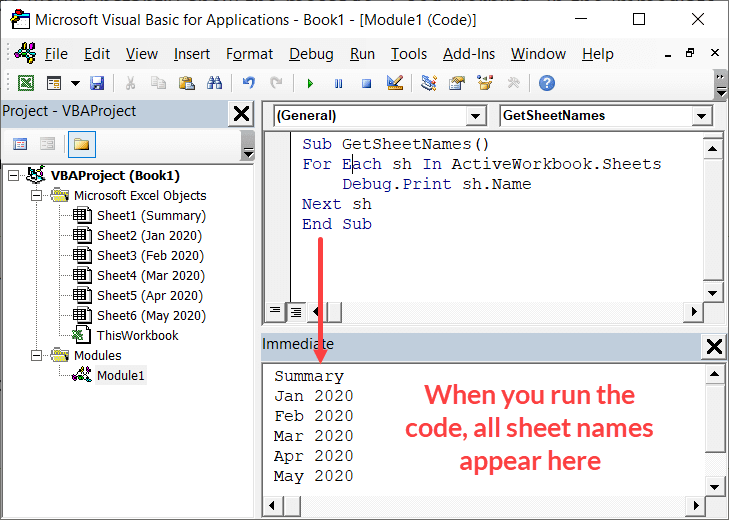 Microsoft Visual Basic for Applications - Book1 - [Module1 (Code)]
File Edit View Insert Format Debug Run Tools Add-Ins Window Help
Project - VBAProject
VBAProject (Book1)
Microsoft Excel Objects
Sheet1 (Summary)
Sheet2 (Jan 2020)
Sheet3 (Feb 2020)
Sheet4 (Mar 2020)
Sheet5 (Apr 2020)
Sheet6 (May 2020)
ThisWorkbook
Modules
Module1
(General) GetSheetNames
Sub GetSheetNames()
For Each sh In ActiveWorkbook.Sheets
Debug.Print sh.Name
Next sh
End Sub
Immediate
Summary
Jan 2020
Feb 2020
Mar 2020
Apr 2020
May 2020
When you run the
code, all sheet names
appear here